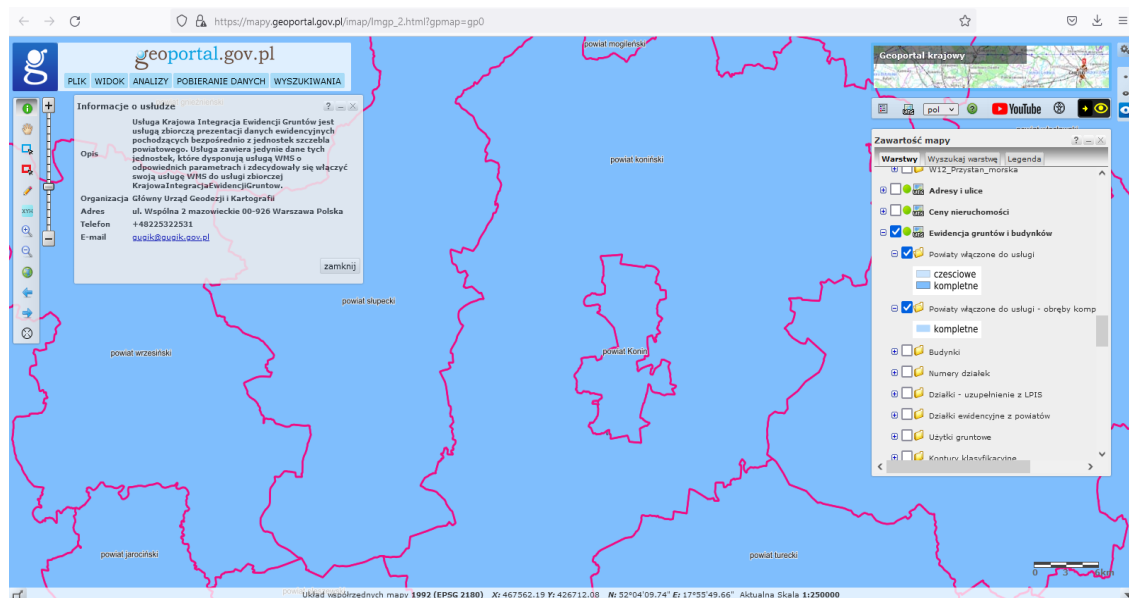 https://mapy.geoportal.gov.pl/imap/Imgp_2.html?gpmap=gp0
geoportal.gov.pl
PLIK WIDOK ANALIZY POBIERANIE DANYCH WYSZUKIWANIA
Informacje o usłudze
Opis
Usługa Krajowa Integracja Ewidencji Gruntów jest
usługą zbiorczą prezentacji danych ewidencyjnych
pochodzących bezpośrednio z jednostek szczebla
powiatowego. Usługa zawiera jedynie dane tych
jednostek, które dysponują usługą WMS o
odpowiednich parametrach i zdecydowały się włączyć
swoją usługę WMS do usługi zbiorczej
KrajowaIntegracjaEwidencjiGruntow.
Organizacja Główny Urząd Geodezji i Kartografii
Adres ul. Wspólna 2 mazowieckie 00-926 Warszawa Polska
Telefon +48225322531
E-mail gugik@gugik.gov.pl
zamknij
XYH
powiat mogileński
powiat koniński
powiat słupecki
powiat wrzesiński
powiat Konin
powiat jarociński
powiat turecki
Geoportal krajowy
pol YouTube
Zawartość mapy
Warstwy Wyszukaj warstwę Legenda
W12_Przystan_morska
Adresy i ulice
Ceny nieruchomości
Ewidencja gruntów i budynków
Powiaty włączone do usługi
czesciowe
kompletne
Powiaty włączone do usługi - obręby komp
kompletne
Budynki
Numery działek
Działki - uzupełnienie z LPIS
Działki ewidencyjne z powiatów
Użytki gruntowe
Kontury klasyfikacyjne
0 3 6km
Układ współrzędnych mapy 1992 (EPSG 2180) X: 467562.19 Y: 426712.08 N: 52°04'09.74" E: 17°55'49.66" Aktualna Skala 1:250000